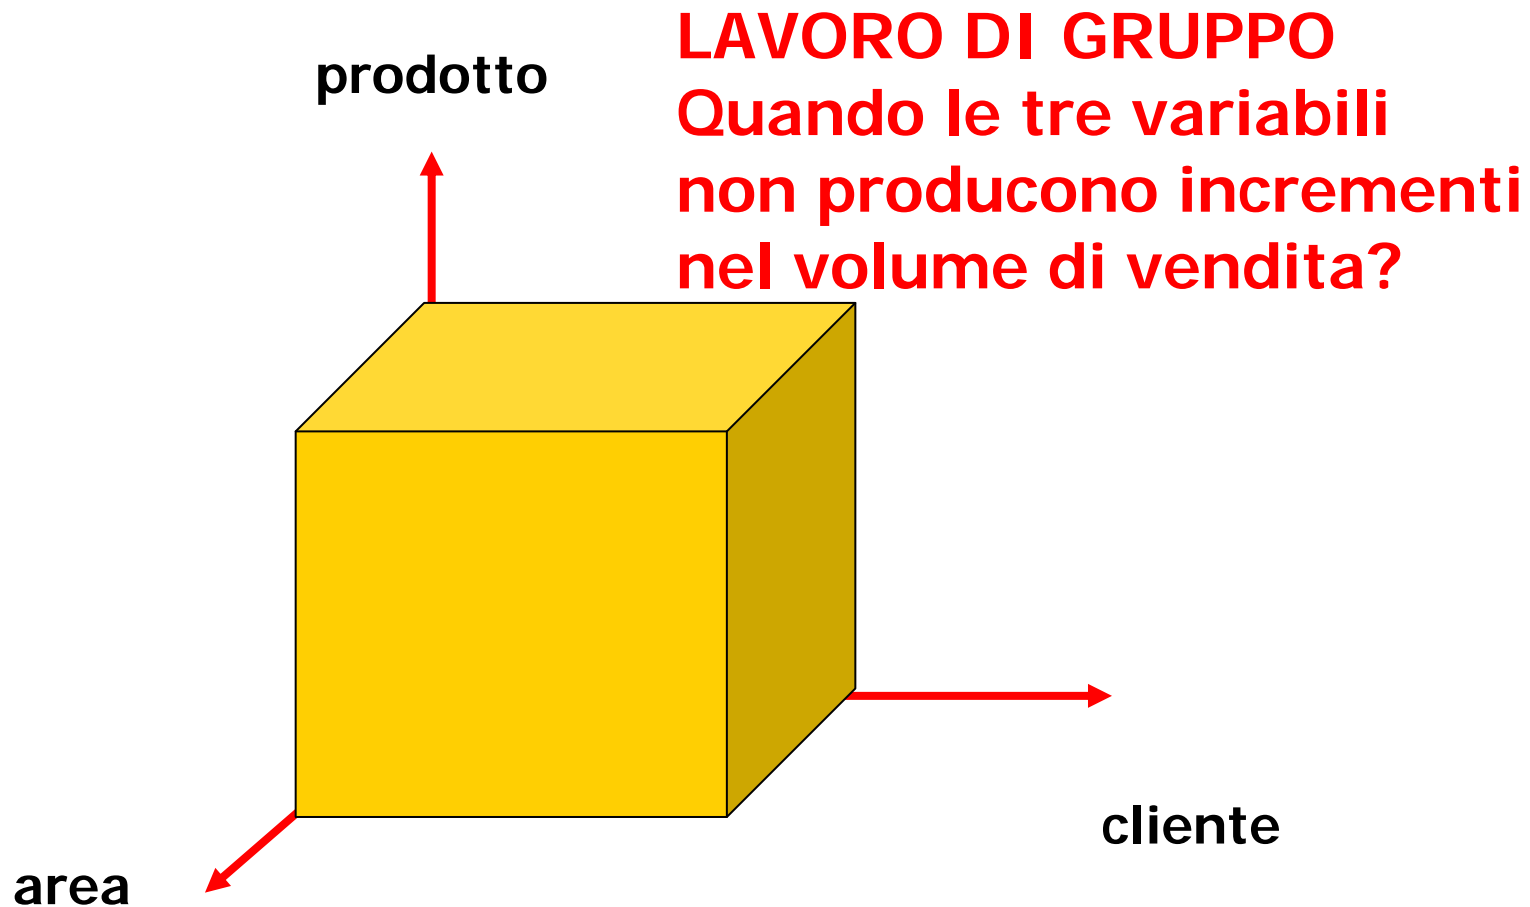 LAVORO DI GRUPPO
Quando le tre variabili
non producono incrementi
nel volume di vendita?
prodotto
cliente
area